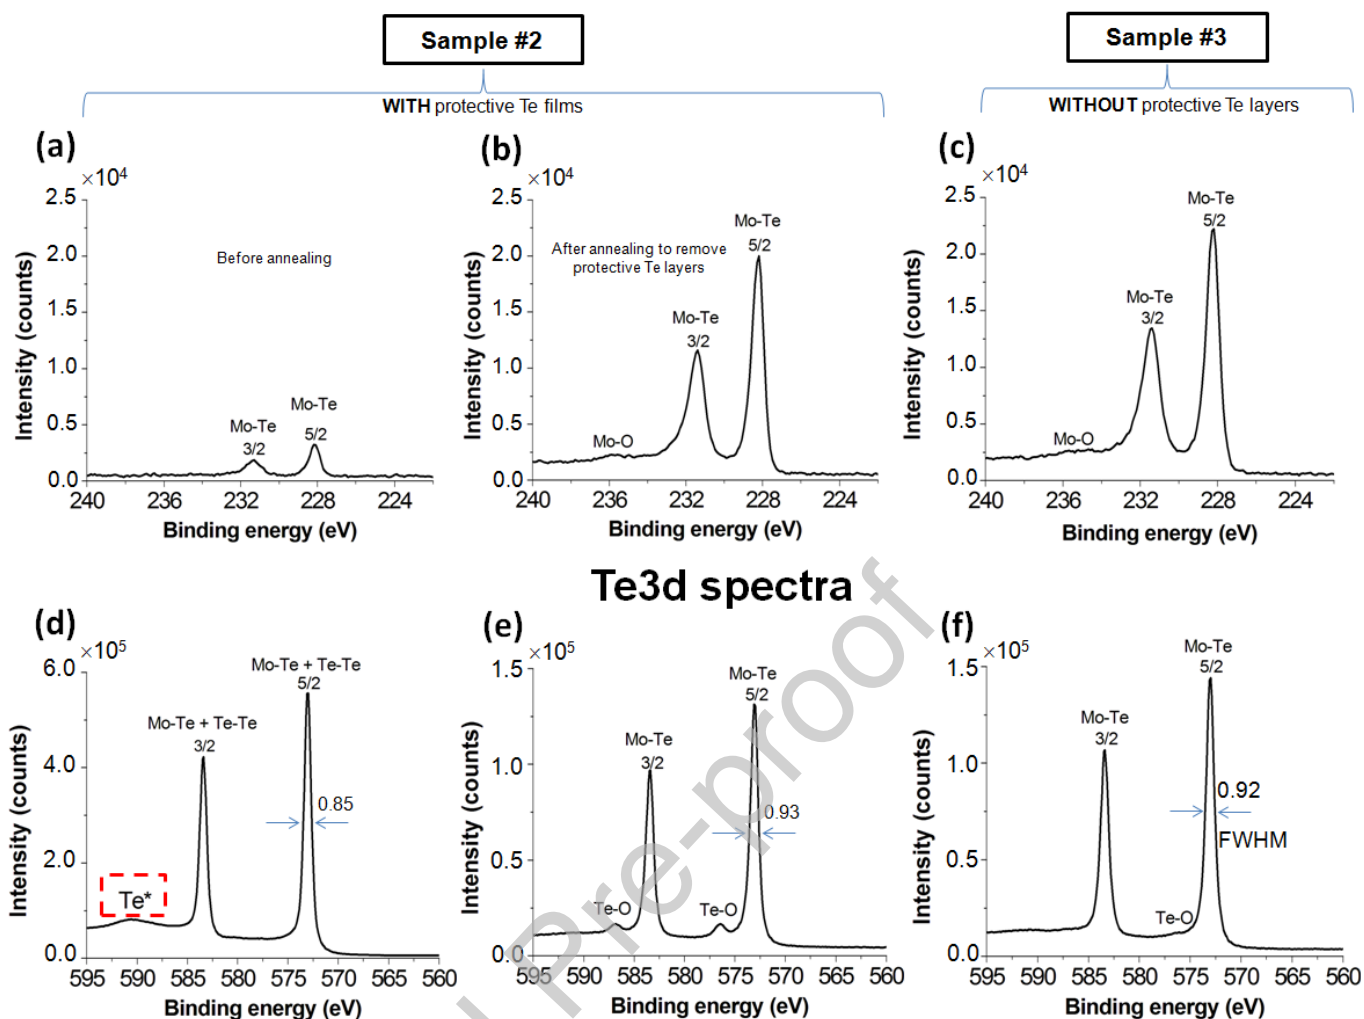 Sample #2
Sample #3
WITH protective Te films
WITHOUT protective Te layers
(a)
×10⁴
2.5
2.0
1.5
1.0
0.5
0.0
Intensity (counts)
Before annealing
Mo-Te
3/2
Mo-Te
5/2
240 236 232 228 224
Binding energy (eV)
(b)
×10⁴
2.5
2.0
1.5
1.0
0.5
0.0
Intensity (counts)
After annealing to remove
protective Te layers
Mo-Te
5/2
Mo-Te
3/2
Mo-O
240 236 232 228 224
Binding energy (eV)
(c)
×10⁴
2.5
2.0
1.5
1.0
0.5
0.0
Intensity (counts)
Mo-Te
5/2
Mo-Te
3/2
Mo-O
240 236 232 228 224
Binding energy (eV)
Te3d spectra
(d)
×10⁵
6.0
4.0
2.0
0.0
Intensity (counts)
Mo-Te + Te-Te
5/2
Mo-Te + Te-Te
3/2
0.85
Te*
595 590 585 580 575 570 565 560
Binding energy (eV)
(e)
×10⁵
1.5
1.0
0.5
0.0
Intensity (counts)
Mo-Te
5/2
Mo-Te
3/2
0.93
Te-O
Te-O
595 590 585 580 575 570 565 560
Binding energy (eV)
(f)
×10⁵
1.5
1.0
0.5
0.0
Intensity (counts)
Mo-Te
5/2
Mo-Te
3/2
0.92
FWHM
Te-O
595 590 585 580 575 570 565 560
Binding energy (eV)
Pre-proof